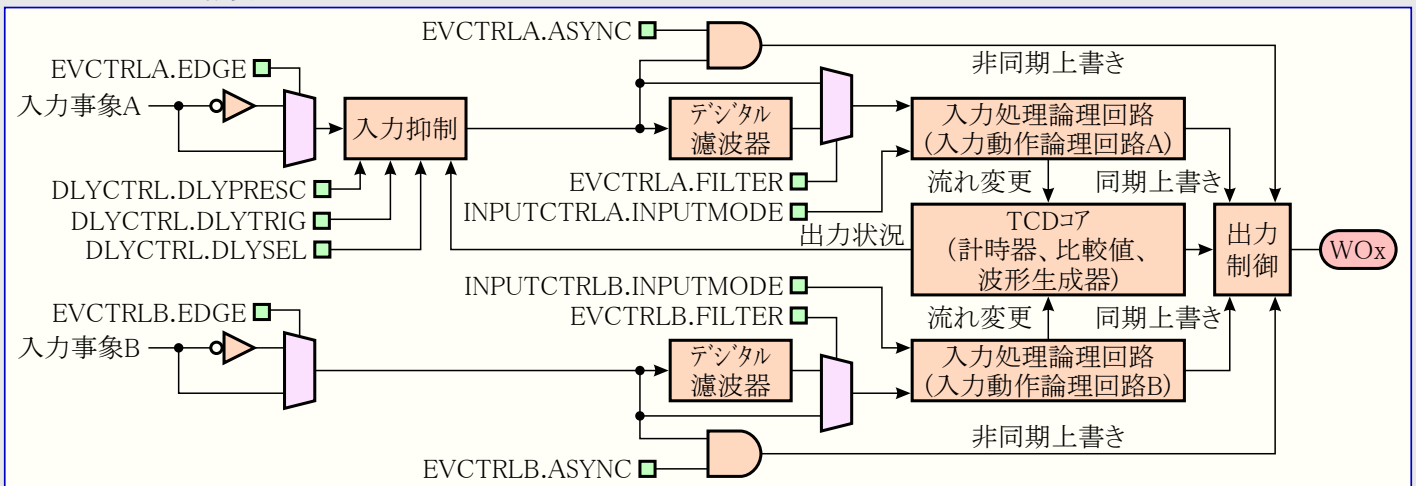 EVCTRLA.ASYNC
非同期上書き
EVCTRLA.EDGE
入力事象A
入力抑制
デジタル
濾波器
入力処理論理回路
(入力動作論理回路A)
DLYCTRL.DLYPRESC
DLYCTRL.DLYTRIG
DLYCTRL.DLYSEL
EVCTRLA.FILTER
INPUTCTRLA.INPUTMODE
流れ変更
同期上書き
出力状況
TCDコア
(計時器、比較値、
波形生成器)
出力
制御
WOx
INPUTCTRLB.INPUTMODE
EVCTRLB.FILTER
流れ変更
同期上書き
EVCTRLB.EDGE
入力事象B
デジタル
濾波器
入力処理論理回路
(入力動作論理回路B)
非同期上書き
EVCTRLB.ASYNC